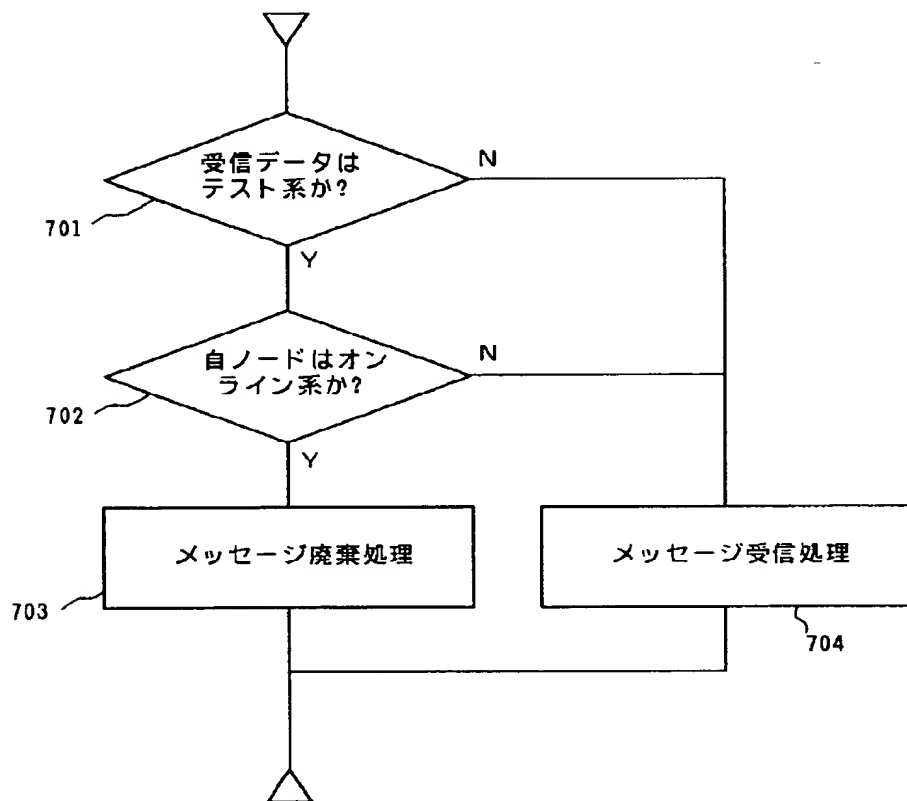 受信データは
テスト系か?
N
701
Y
自ノードはオン
ライン系か?
N
702
Y
メッセージ廃棄処理
メッセージ受信処理
703
704